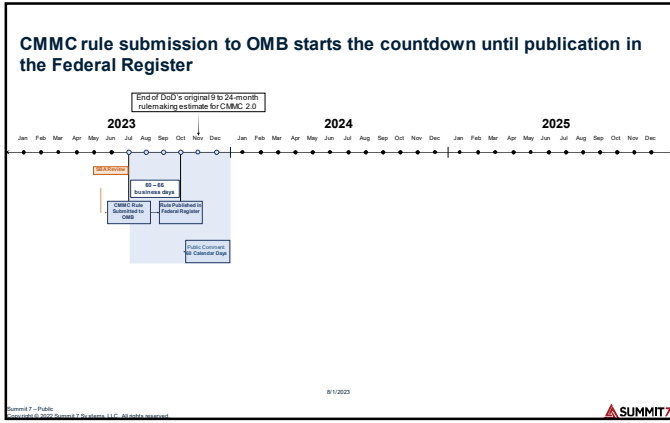 CMMC rule submission to OMB starts the countdown until publication in
the Federal Register
End of DoD's original 9 to 24-month
rulemaking estimate for CMMC 2.0
2023
2024
2025
Jan Feb Mar Apr May Jun Jul Aug Sep Oct Nov Dec
Jan Feb Mar Apr May Jun Jul Aug Sep Oct Nov Dec
Jan Feb Mar Apr May Jun Jul Aug Sep Oct Nov Dec
SBA Review
60 – 66
business days
CMMC Rule
Submitted to
OMB
Rule Published in
Federal Register
Public Comment
60 Calendar Days
8/1/2023
Summit 7 – Public
Copyright © 2022 Summit 7 Systems, LLC. All rights reserved.
SUMMIT7